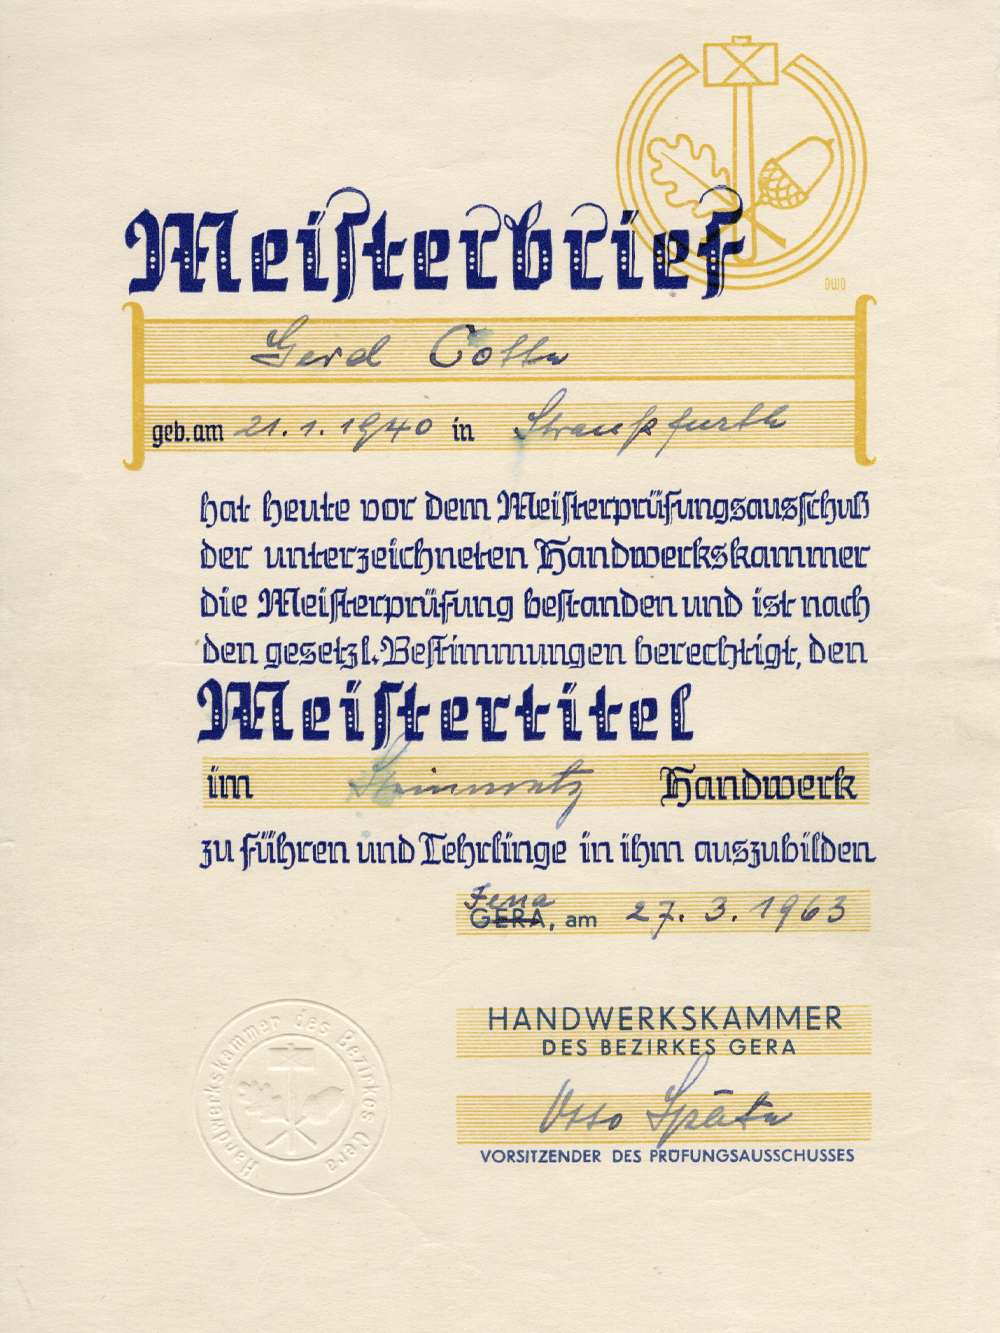 Meisterbrief
DWD
Gerd
geb. am 21. 1. 1940 in Straußfurth
hat heute vor dem Meisterprüfungsausschuß
der unterzeichneten Handwerkskammer
die Meisterprüfung bestanden und ist nach
den gesetzl. Bestimmungen berechtigt, den
Meistertitel
im Steinmetz Handwerk
zu führen und Lehrlinge in ihm auszubilden
Jena
GERA, am 27. 3. 1963
HANDWERKSKAMMER
DES BEZIRKES GERA
Otto
VORSITZENDER DES PRÜFUNGSAUSSCHUSSES
Handwerkskammer des Bezirkes Gera